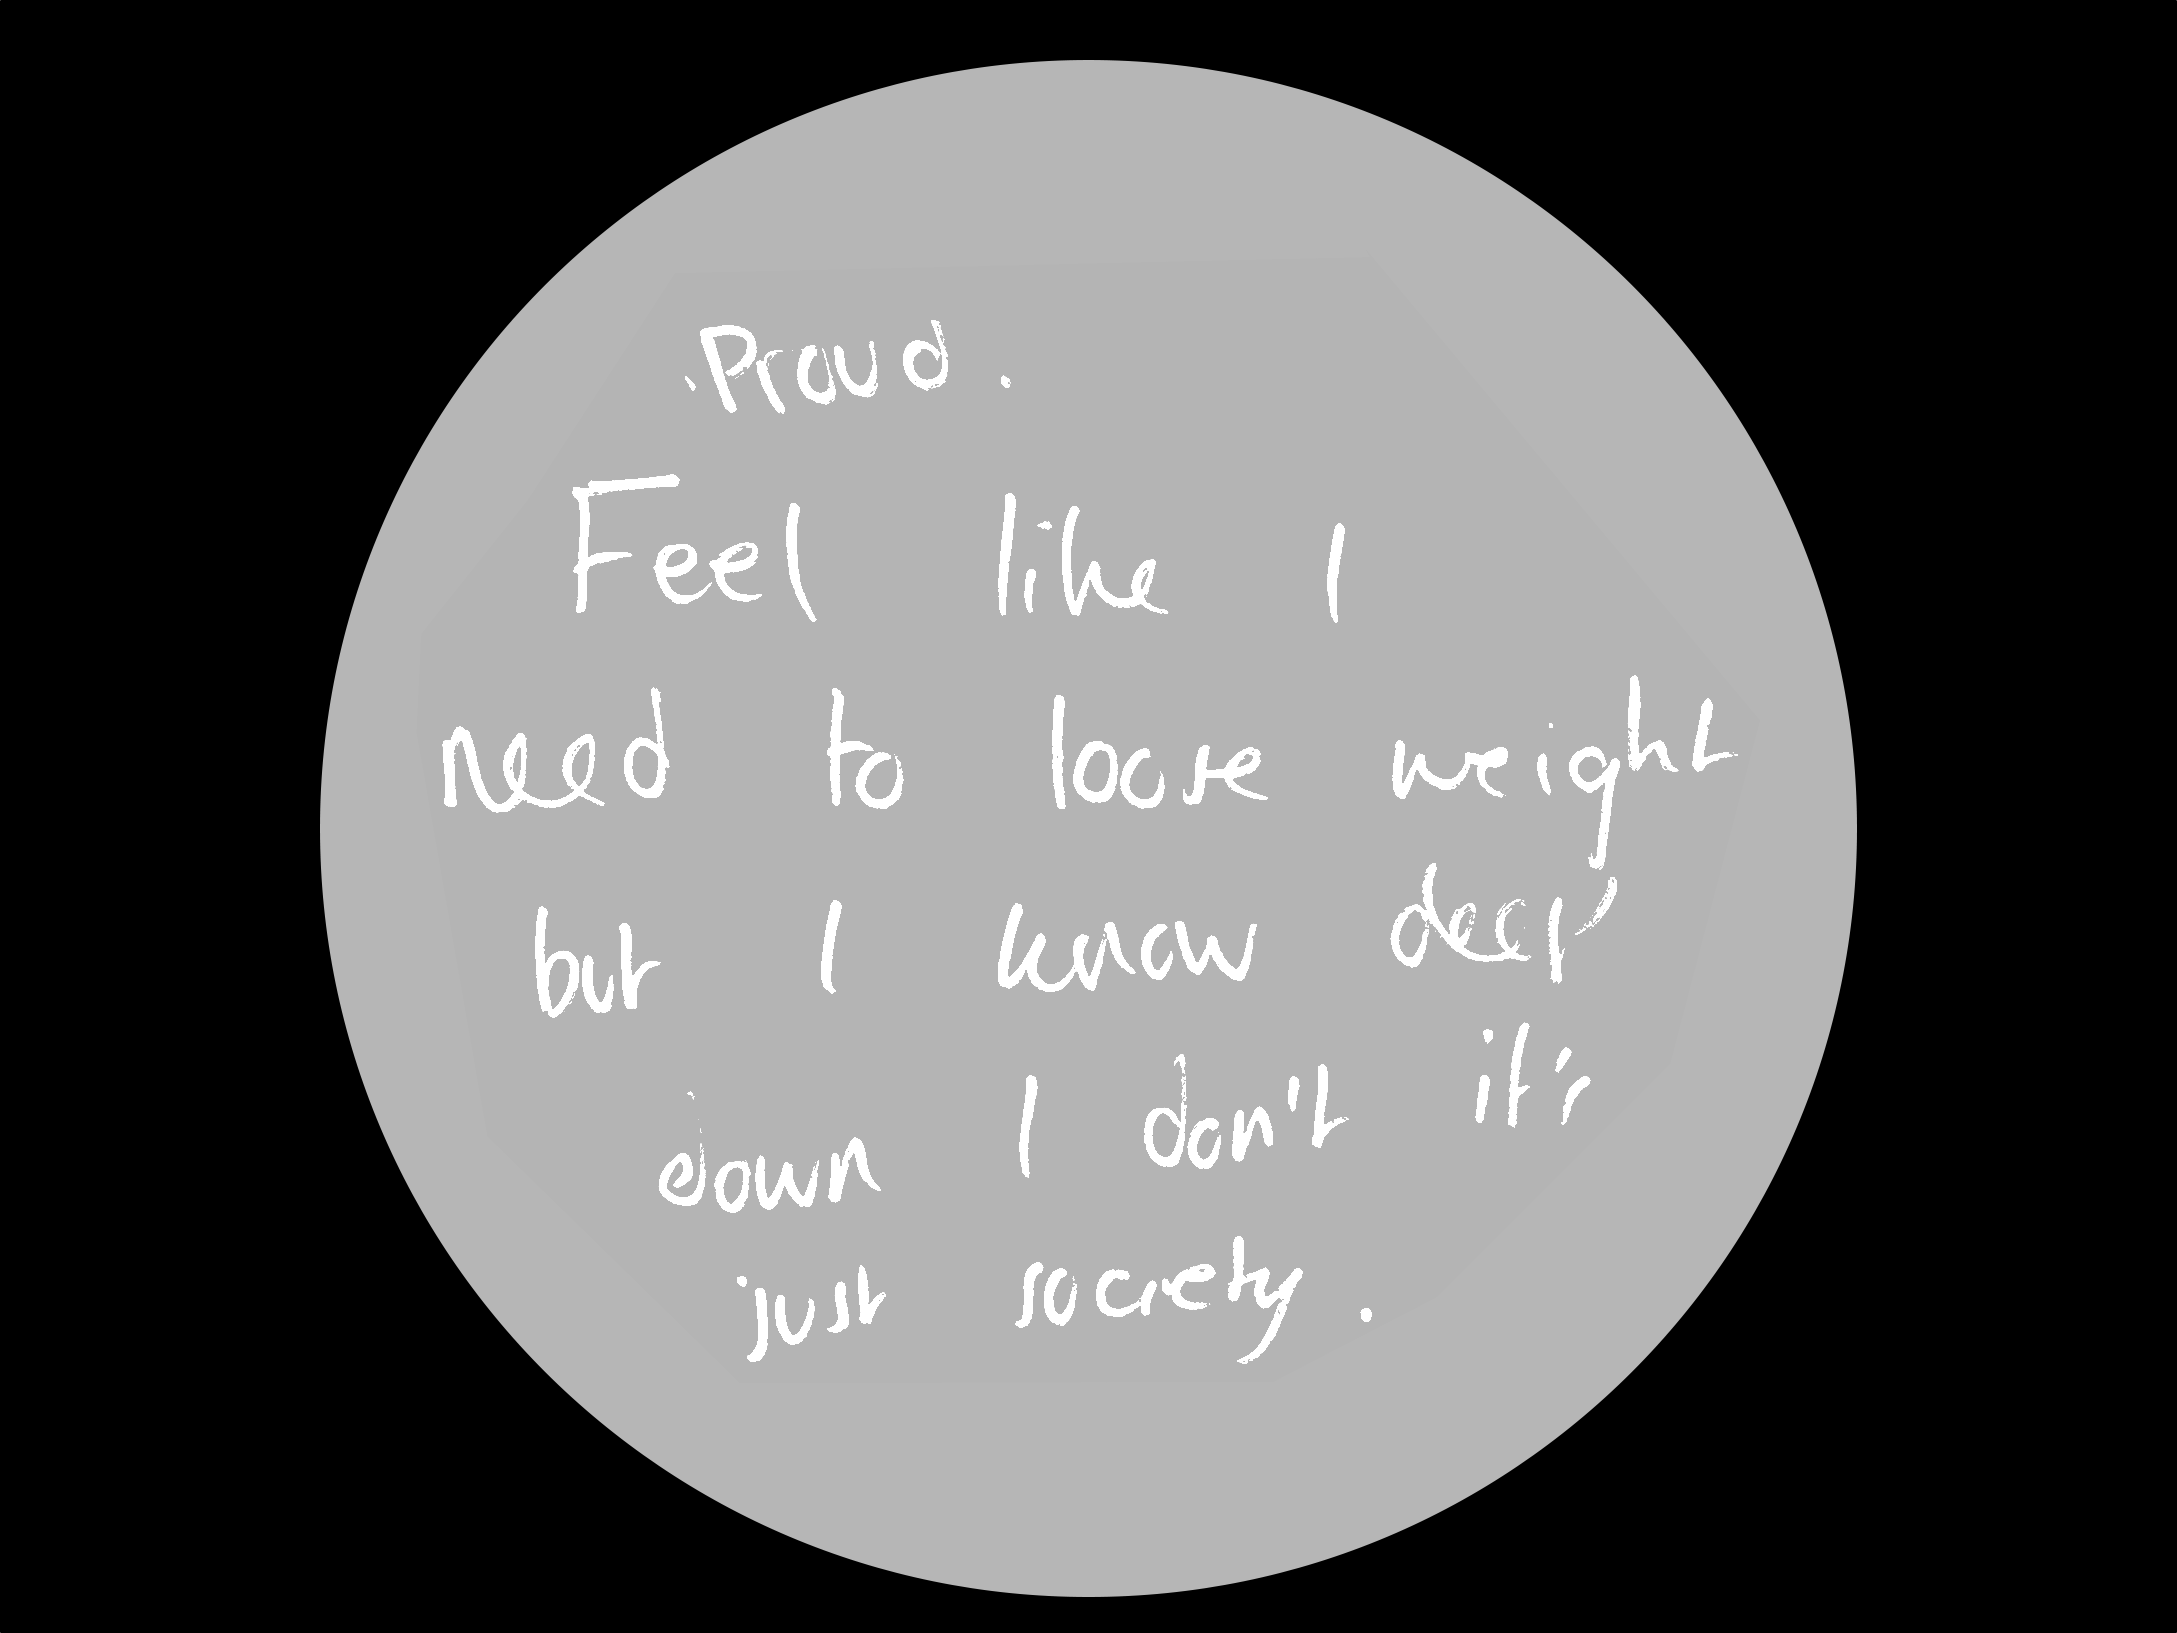 .Proud.
Feel like I
need to loose weight
but I know deep
down I don't it's
just society.